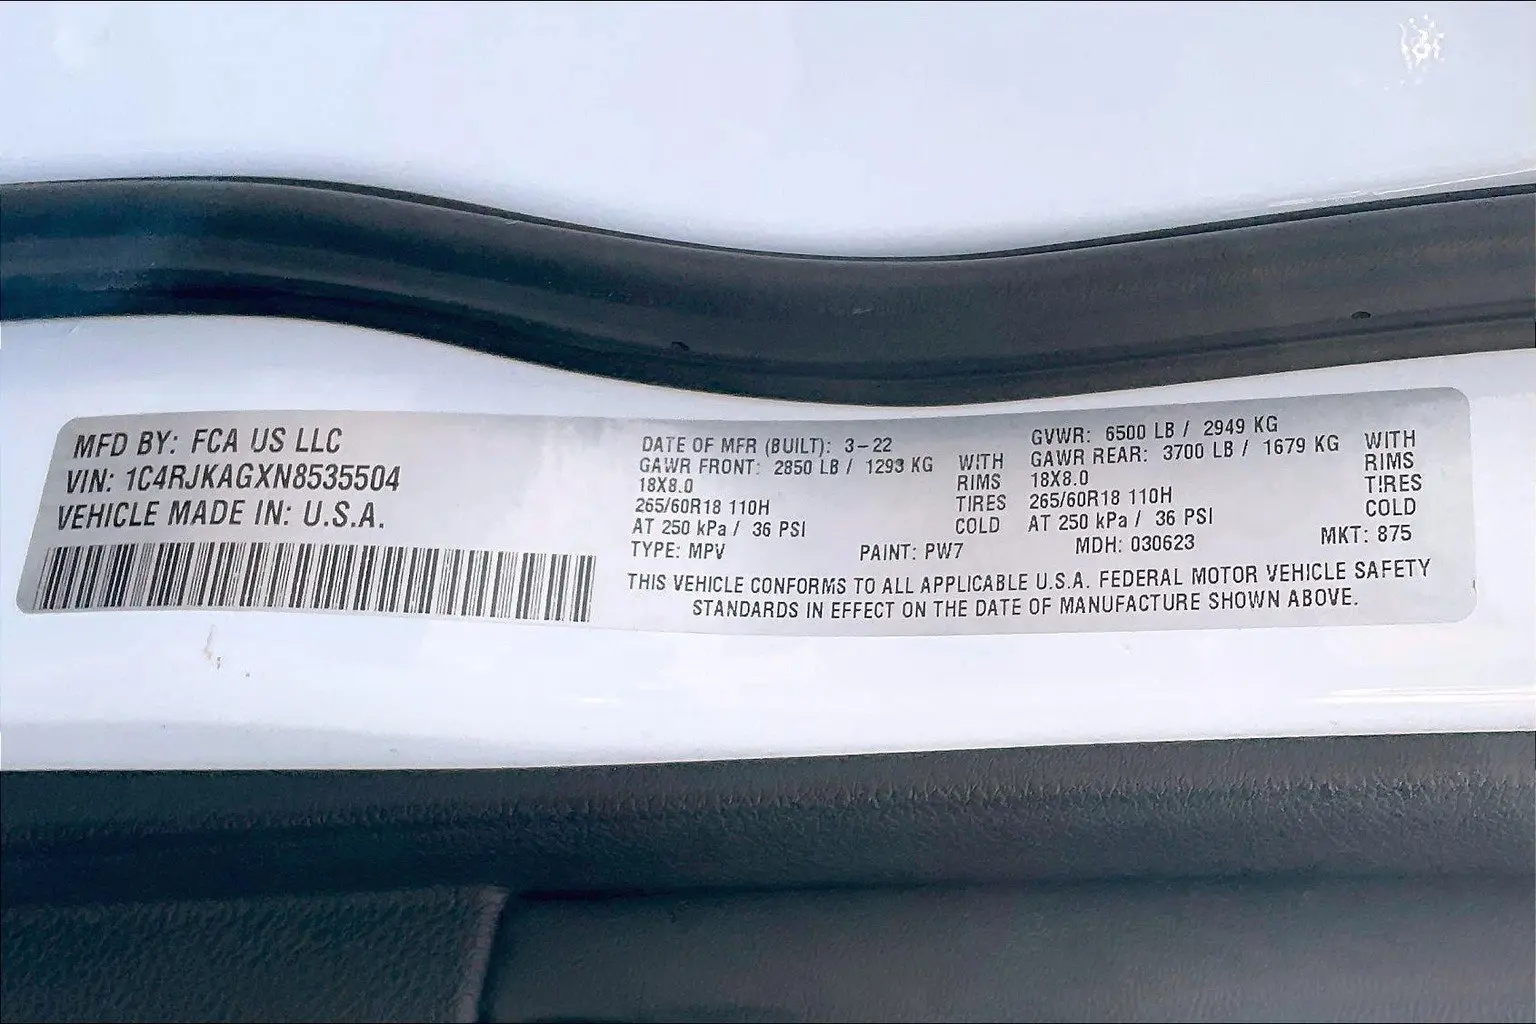 MFD BY: FCA US LLC
VIN: 1C4RJKAGXN8535504
VEHICLE MADE IN: U.S.A.
DATE OF MFR (BUILT): 3-22
GAWR FRONT: 2850 LB / 1293 KG WITH
18X8.0 RIMS
265/60R18 110H TIRES
AT 250 kPa / 36 PSI COLD
GVWR: 6500 LB / 2949 KG
GAWR REAR: 3700 LB / 1679 KG WITH
18X8.0 RIMS
265/60R18 110H TIRES
AT 250 kPa / 36 PSI COLD
TYPE: MPV PAINT: PW7 MDH: 030623 MKT: 875
THIS VEHICLE CONFORMS TO ALL APPLICABLE U.S.A. FEDERAL MOTOR VEHICLE SAFETY
STANDARDS IN EFFECT ON THE DATE OF MANUFACTURE SHOWN ABOVE.